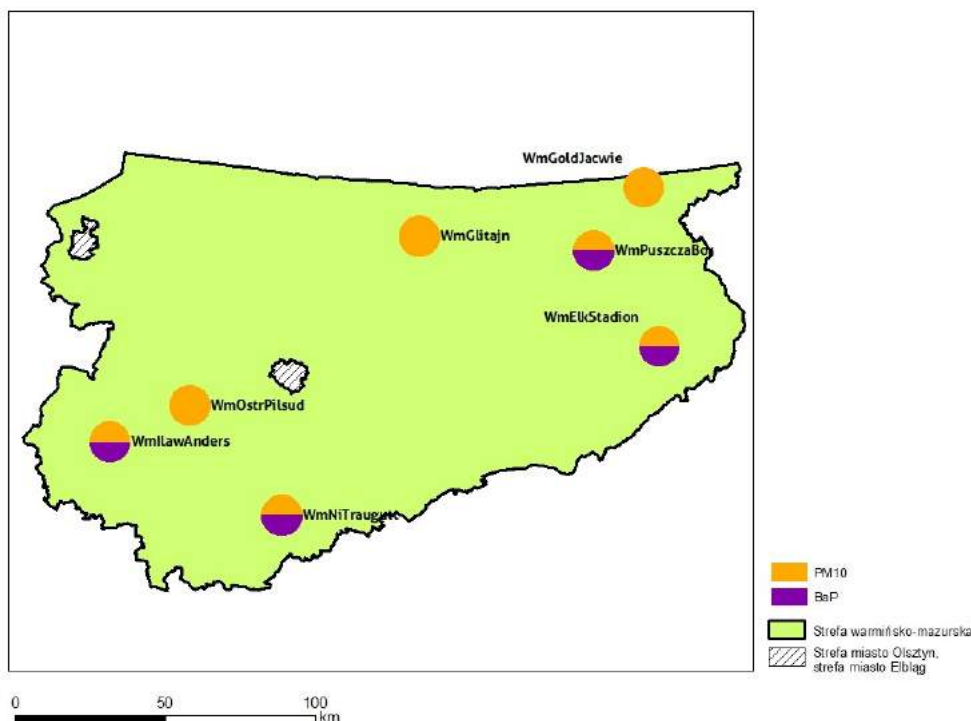 WmGoldJacwie
WmGlitajn
WmPuszczaBor
WmElkStadion
WmOstrPilsud
WmIlawAnders
WmNiTraugutt
PM10
BaP
Strefa warmińsko-mazurska
Strefa miasto Olsztyn,
strefa miasto Elbląg
0 50 100
km